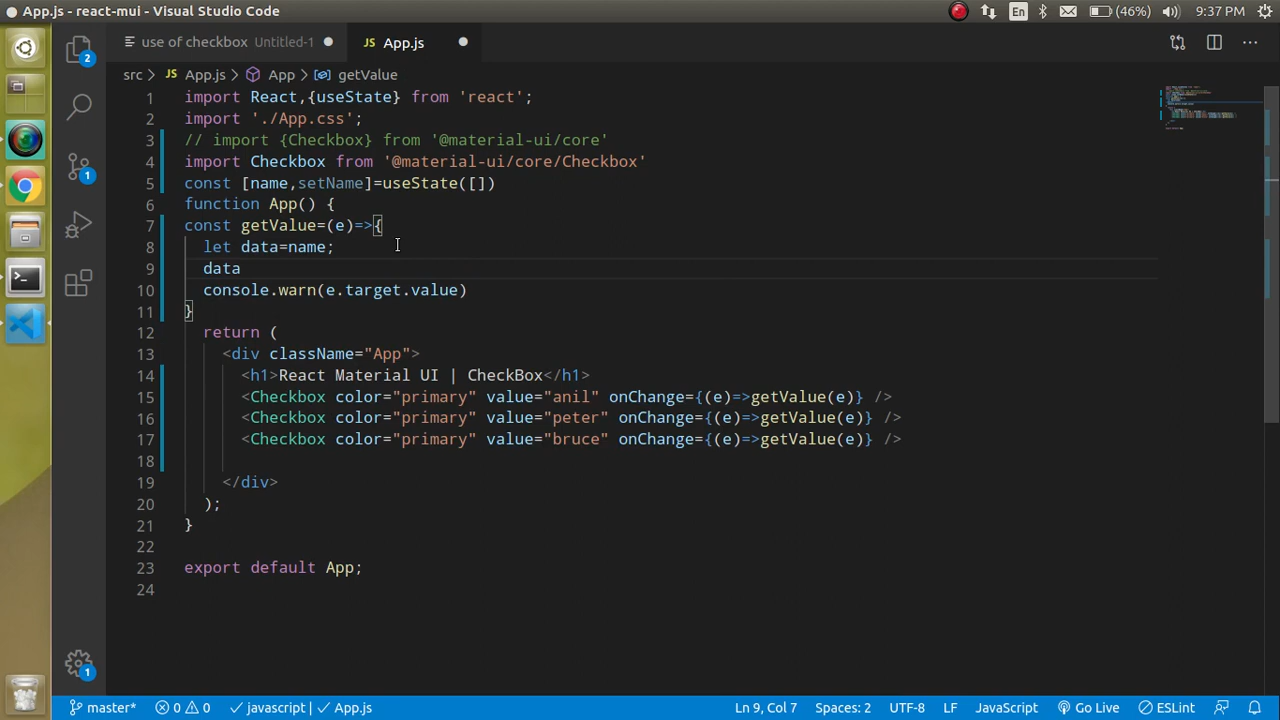 App.js - react-mui - Visual Studio Code
En
(46%)
9:37 PM
use of checkbox Untitled-1
JS App.js
src > JS App.js > App > getValue
2
1
1
1 import React,{useState} from 'react';
2 import './App.css';
3 // import {Checkbox} from '@material-ui/core'
4 import Checkbox from '@material-ui/core/Checkbox'
5 const [name,setName]=useState([])
6 function App() {
7 const getValue=(e)=>{
8 let data=name;
9 data
10 console.warn(e.target.value)
11 }
12 return (
13 <div className="App">
14 <h1>React Material UI | CheckBox</h1>
15 <Checkbox color="primary" value="anil" onChange={(e)=>getValue(e)} />
16 <Checkbox color="primary" value="peter" onChange={(e)=>getValue(e)} />
17 <Checkbox color="primary" value="bruce" onChange={(e)=>getValue(e)} />
18
19 </div>
20 );
21 }
22
23 export default App;
24
master* 0 0 javascript | App.js Ln 9, Col 7 Spaces: 2 UTF-8 LF JavaScript Go Live ESLint